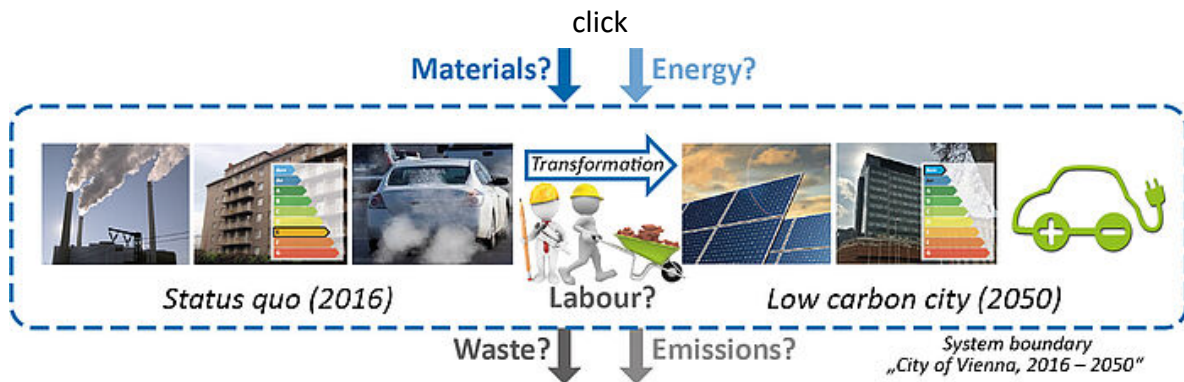 click
Materials? Energy?
Transformation
Status quo (2016) Labour? Low carbon city (2050)
Waste? Emissions?
System boundary
„City of Vienna, 2016 – 2050“